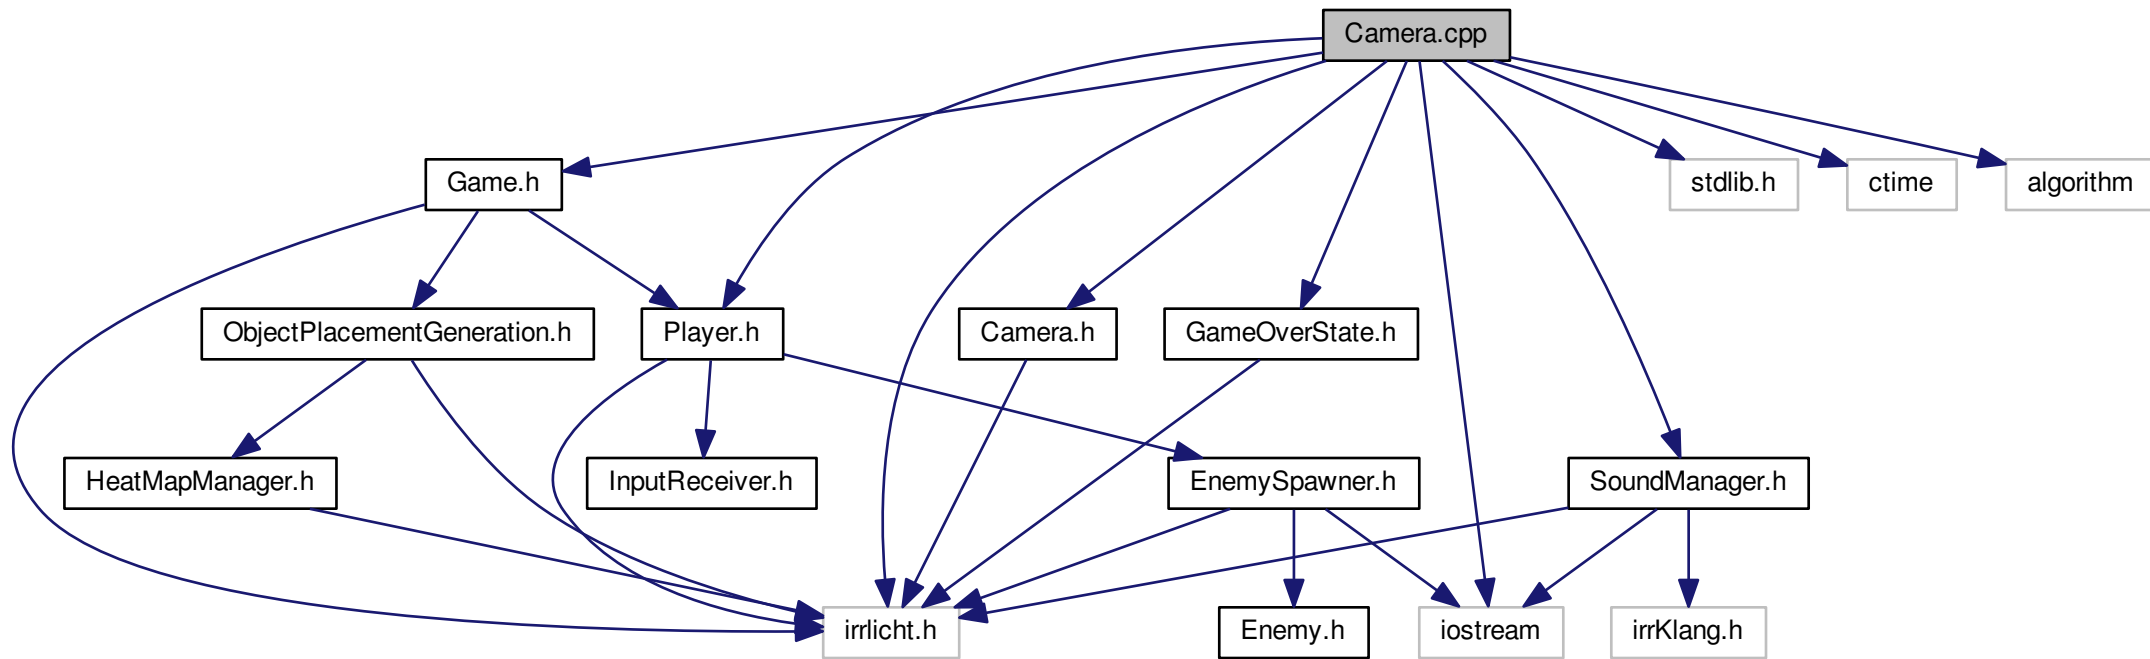 Camera.cpp
Game.h
stdlib.h
ctime
algorithm
ObjectPlacementGeneration.h
Player.h
Camera.h
GameOverState.h
HeatMapManager.h
InputReceiver.h
EnemySpawner.h
SoundManager.h
irrlicht.h
Enemy.h
iostream
irrKlang.h